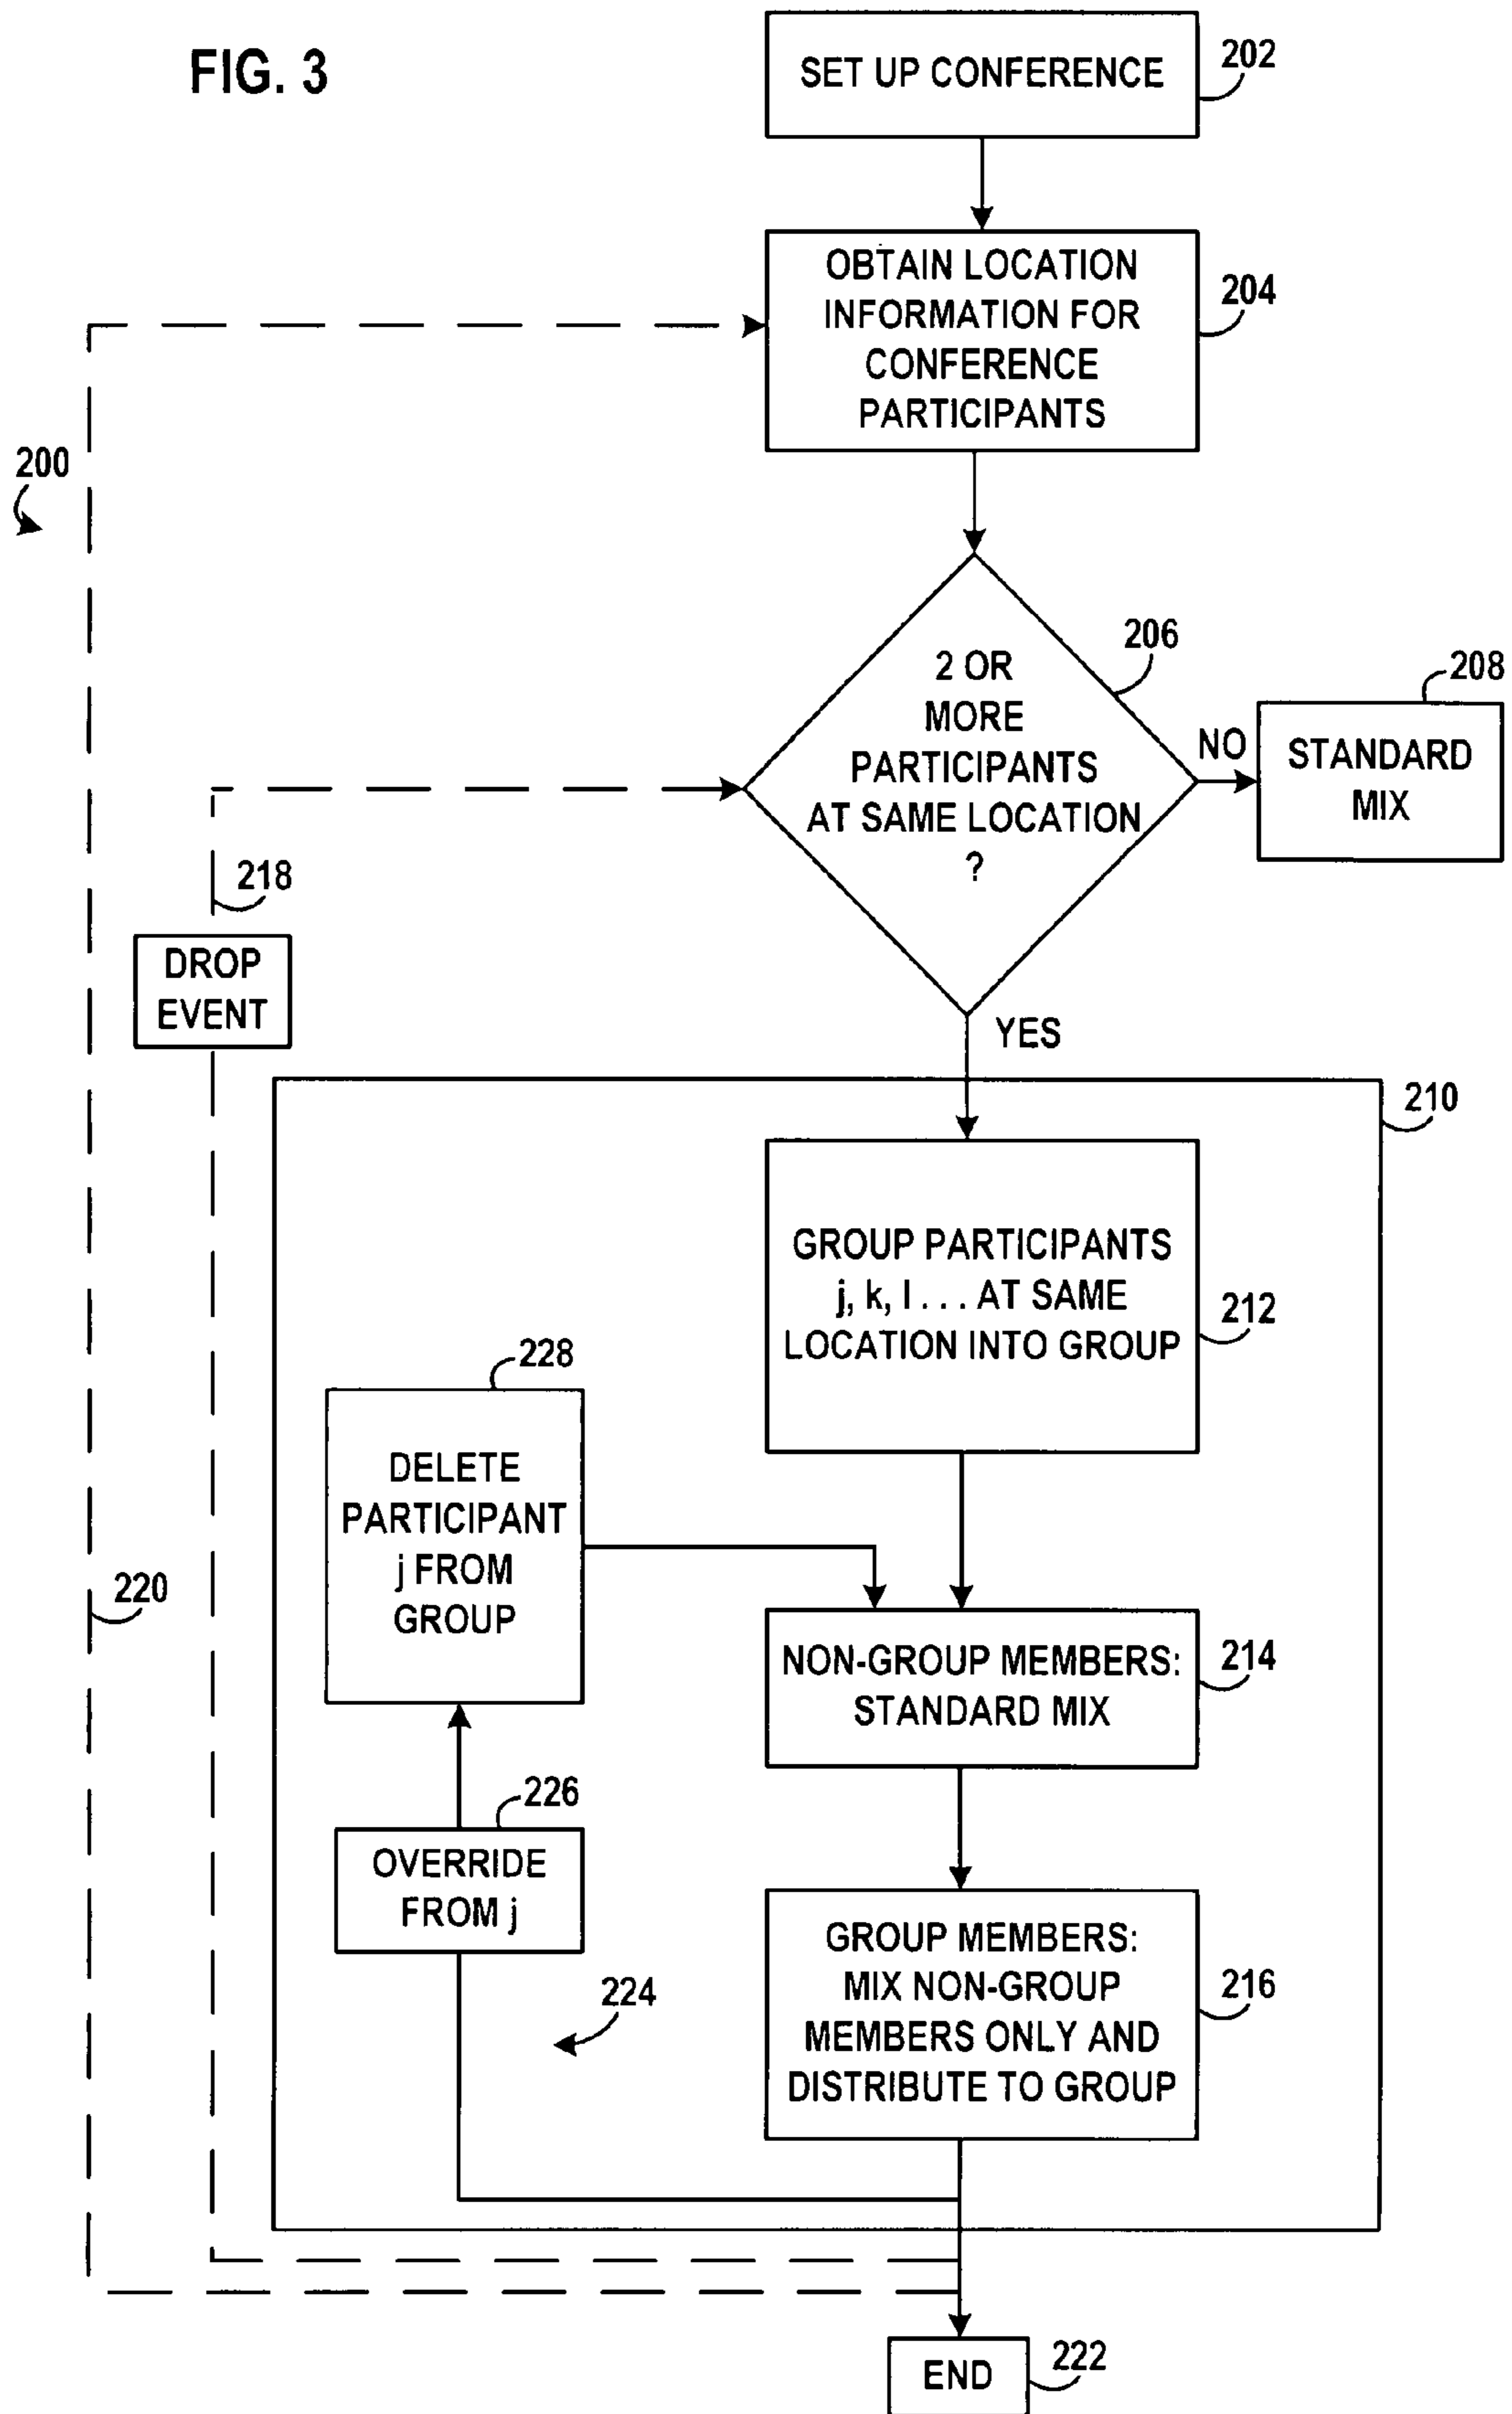 FIG. 3
SET UP CONFERENCE
202
OBTAIN LOCATION
INFORMATION FOR
CONFERENCE
PARTICIPANTS
204
200
2 OR
MORE
PARTICIPANTS
AT SAME LOCATION
?
206
NO
208
STANDARD
MIX
218
DROP
EVENT
YES
210
GROUP PARTICIPANTS
j, k, l . . . AT SAME
LOCATION INTO GROUP
212
228
DELETE
PARTICIPANT
j FROM
GROUP
220
NON-GROUP MEMBERS:
STANDARD MIX
214
226
OVERRIDE
FROM j
GROUP MEMBERS:
MIX NON-GROUP
MEMBERS ONLY AND
DISTRIBUTE TO GROUP
216
224
END
222